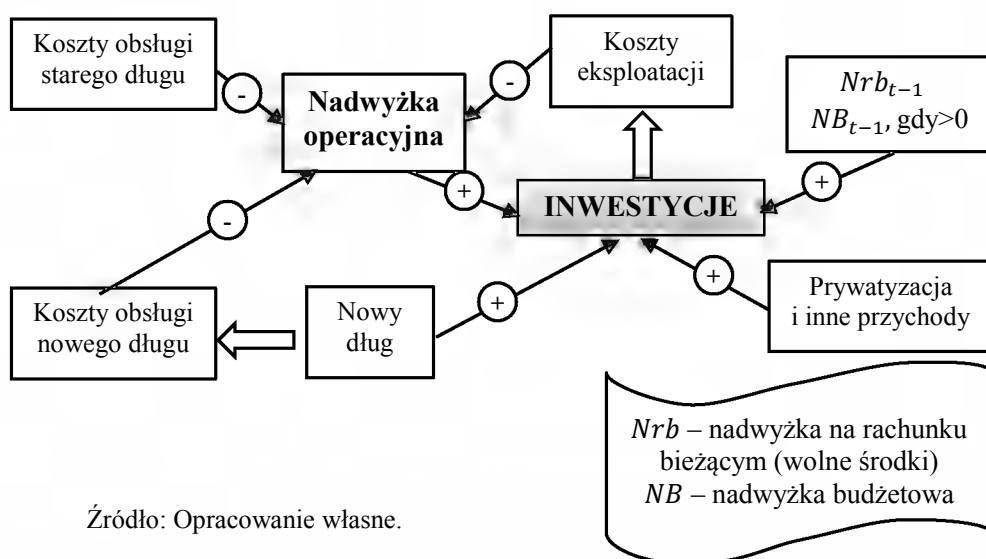 Koszty obsługi
starego długu
-
Nadwyżka
operacyjna
-
Koszty
eksploatacji
Nrb_{t−1}
NB_{t−1}, gdy>0
+
+
INWESTYCJE
-
Koszty obsługi
nowego długu
Nowy
dług
+
+
Prywatyzacja
i inne przychody
Nrb – nadwyżka na rachunku
bieżącym (wolne środki)
NB – nadwyżka budżetowa
Źródło: Opracowanie własne.